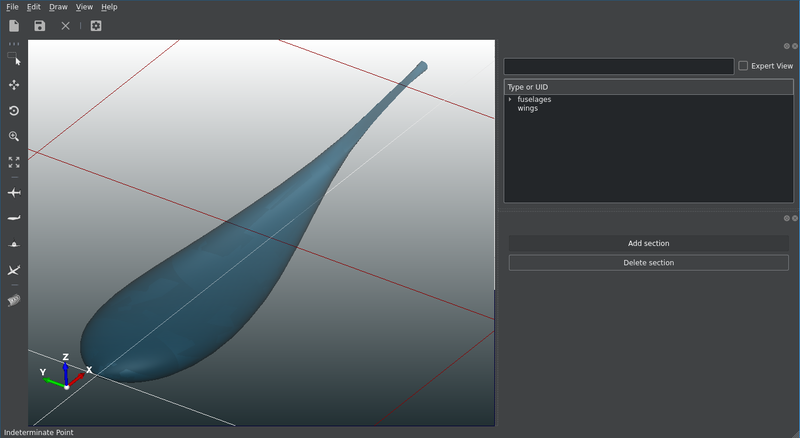 File Edit Draw View Help
Expert View
Type or UID
fuselages
wings
Add section
Delete section
Z
Y
X
Indeterminate Point